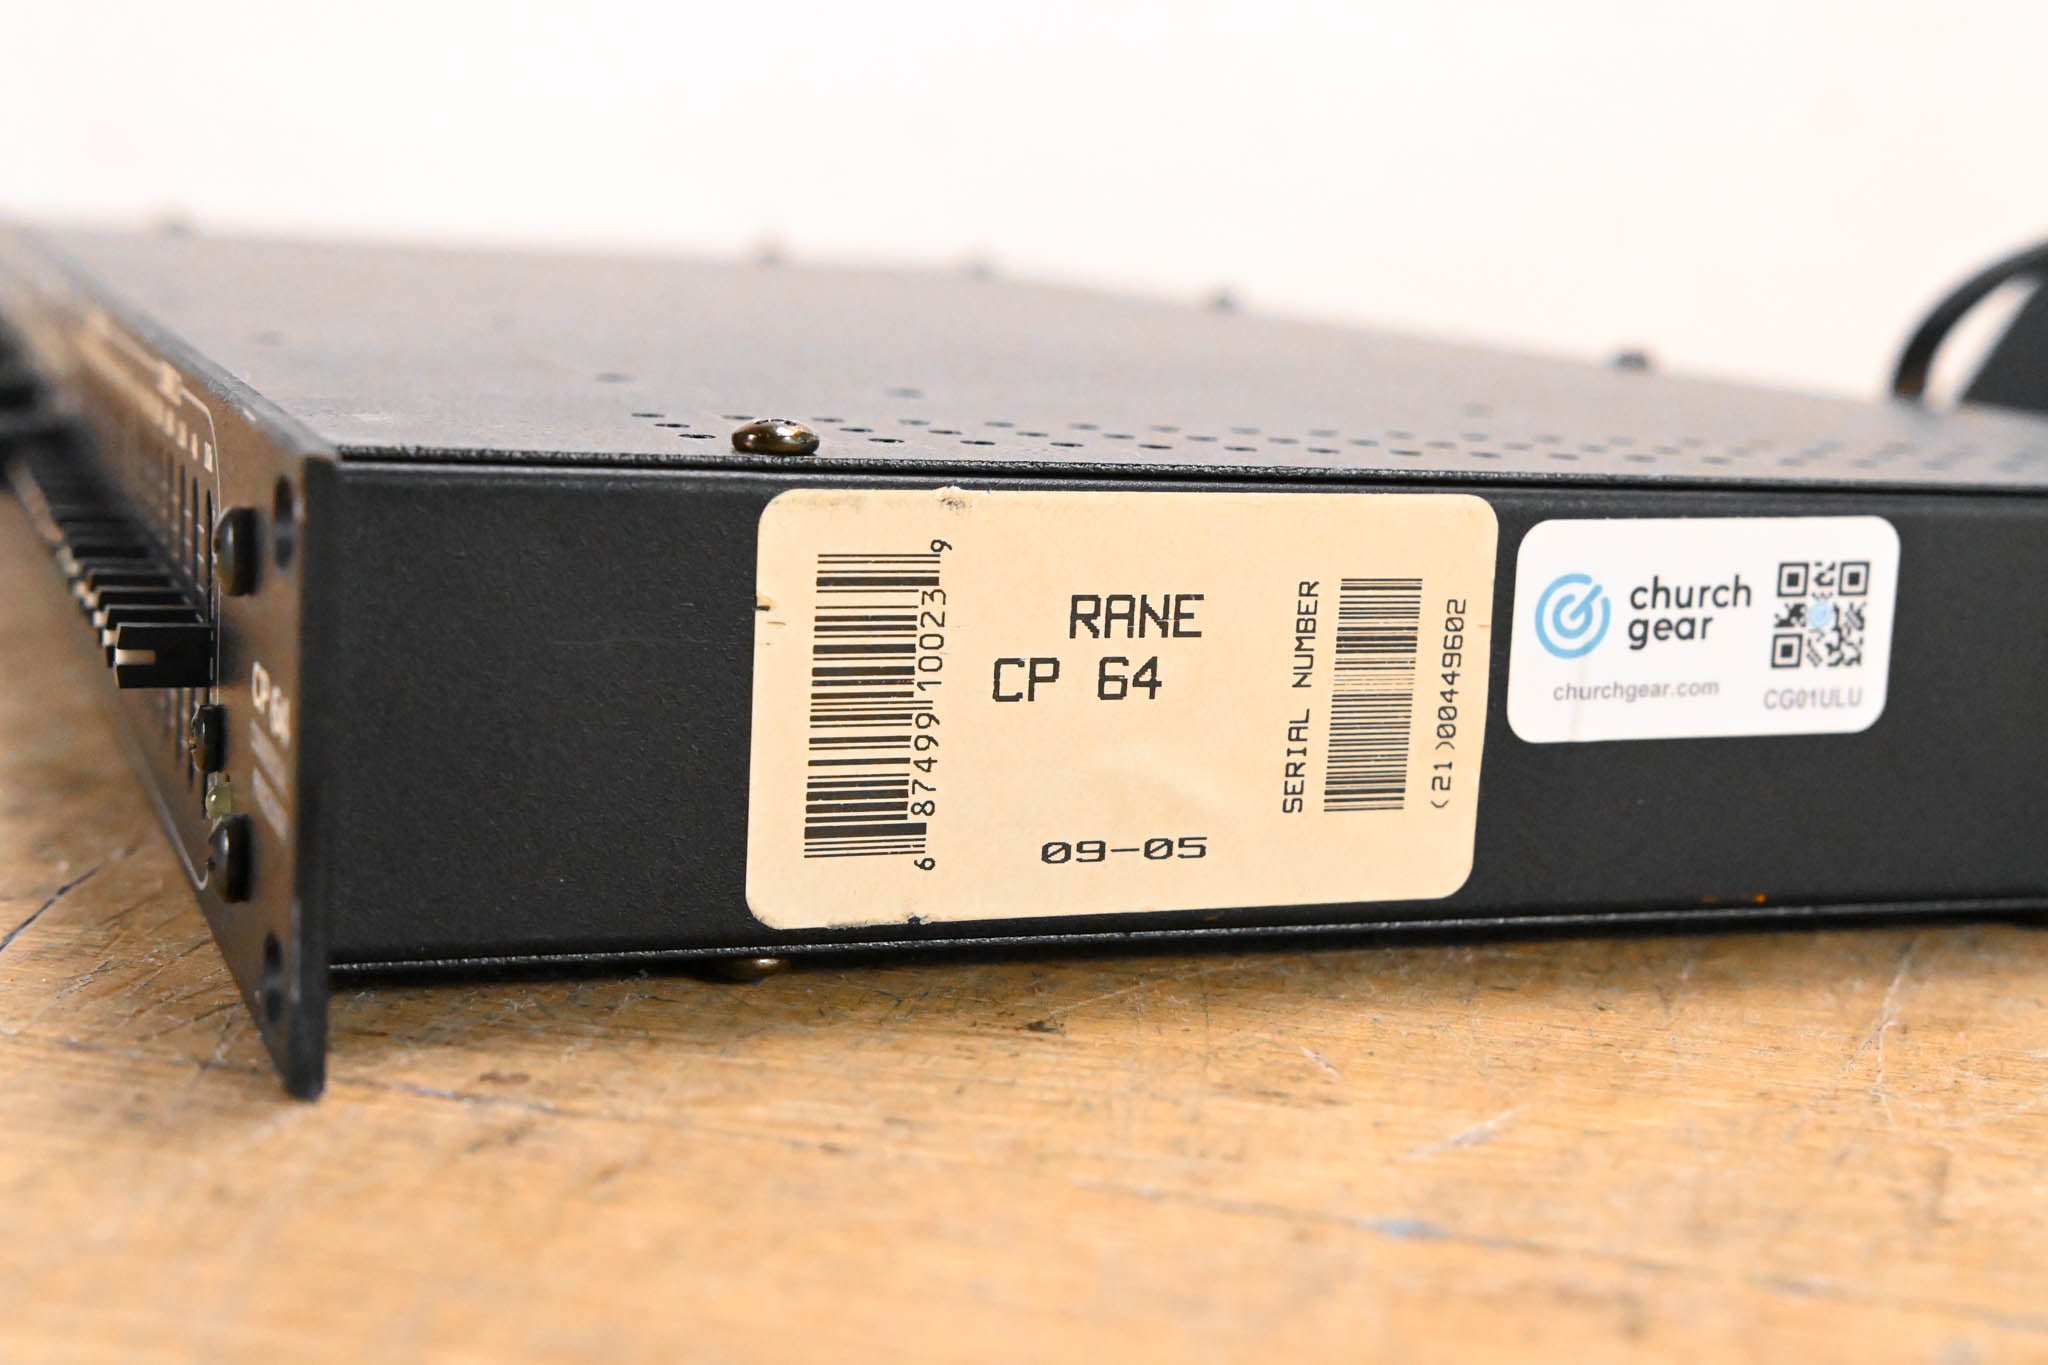 CP 64
6 87499 10023 9
RANE
CP 64
09-05
SERIAL NUMBER
(21)00449602
church
gear
churchgear.com
CG01ULU